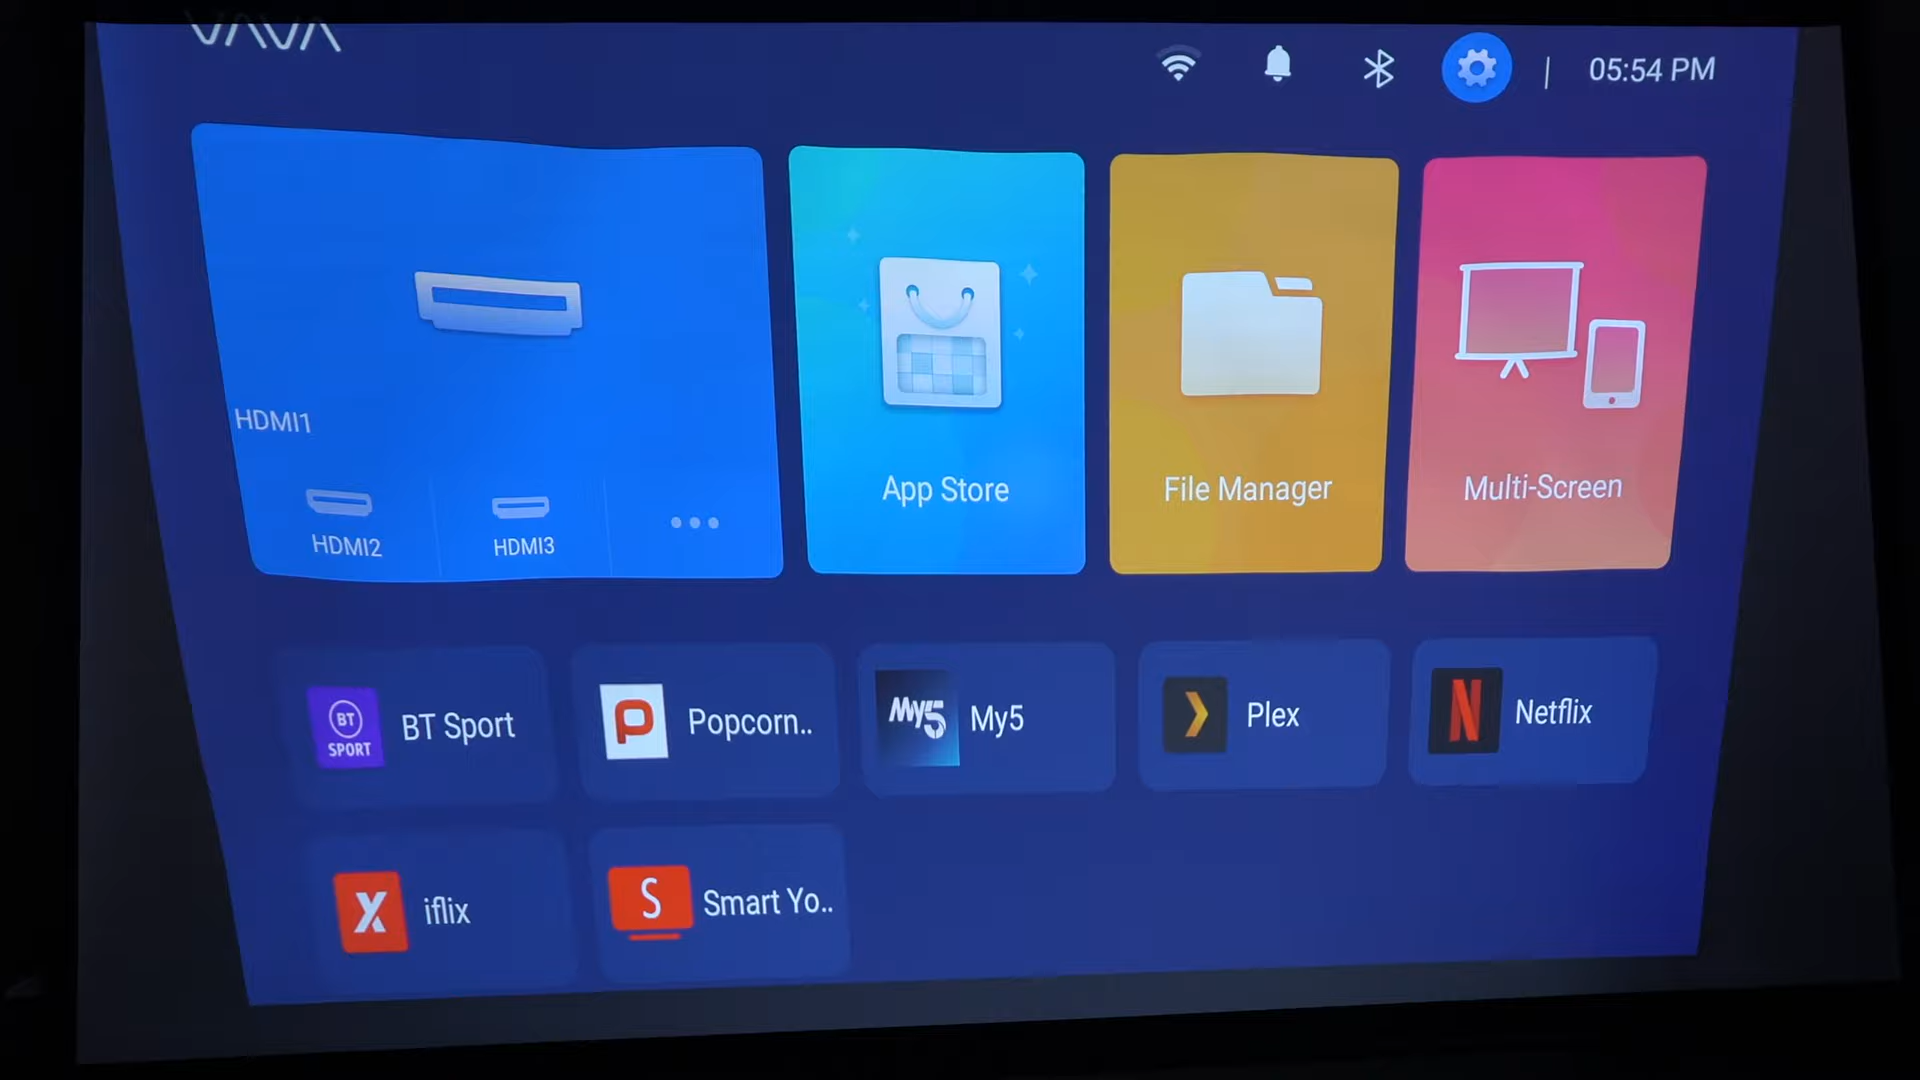 VAVA
05:54 PM
HDMI1
HDMI2
HDMI3
App Store
File Manager
Multi-Screen
BT
SPORT
BT Sport
P
Popcorn..
My5
My5
Plex
N
Netflix
X
iflix
S
Smart Yo..